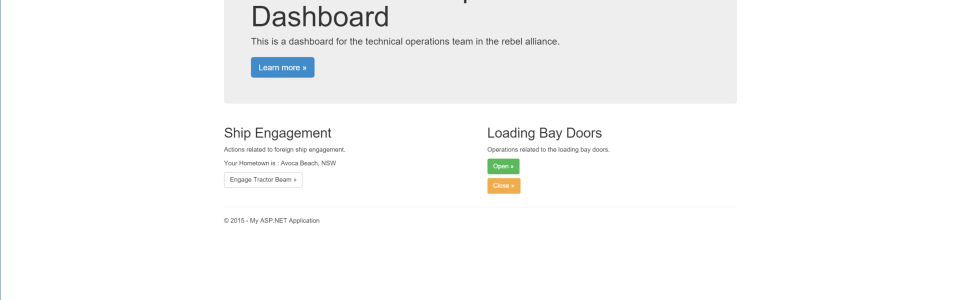 Dashboard
This is a dashboard for the technical operations team in the rebel alliance.
Learn more »
Ship Engagement
Actions related to foreign ship engagement.
Your Hometown is : Avoca Beach, NSW
Engage Tractor Beam »
Loading Bay Doors
Operations related to the loading bay doors.
Open »
Close »
© 2015 - My ASP.NET Application